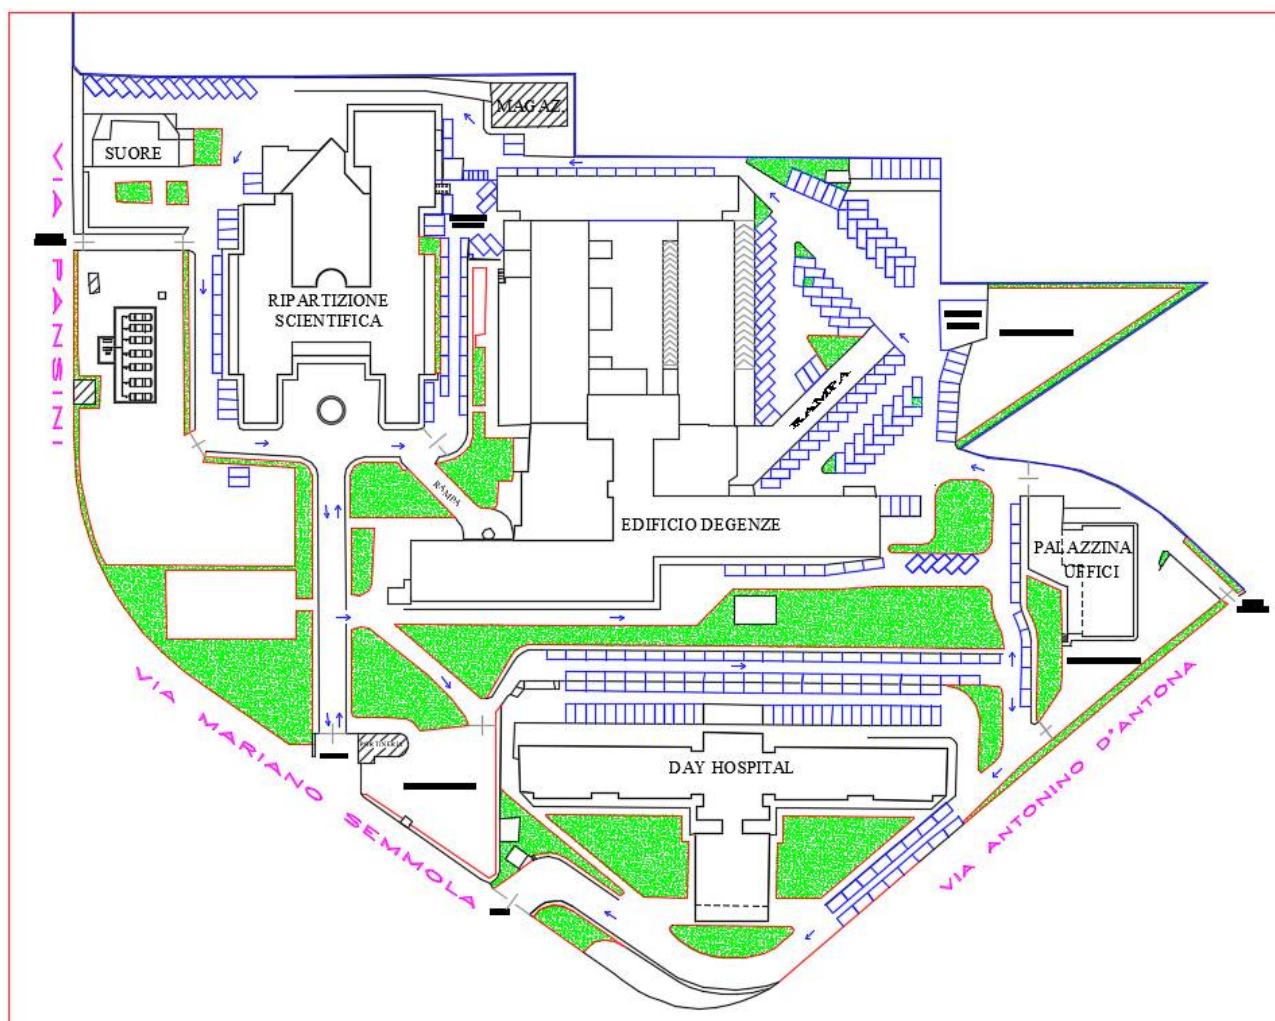 MAGAZ.
SUORE
VIA PANSINI
RIPARTIZIONE
SCIENTIFICA
RAMPA
RAMPA
EDIFICIO DEGENZE
PALAZZINA
UFFICI
VIA MARIANO SEMMOLA
PORTINERIA
DAY HOSPITAL
VIA ANTONINO D'ANTONA